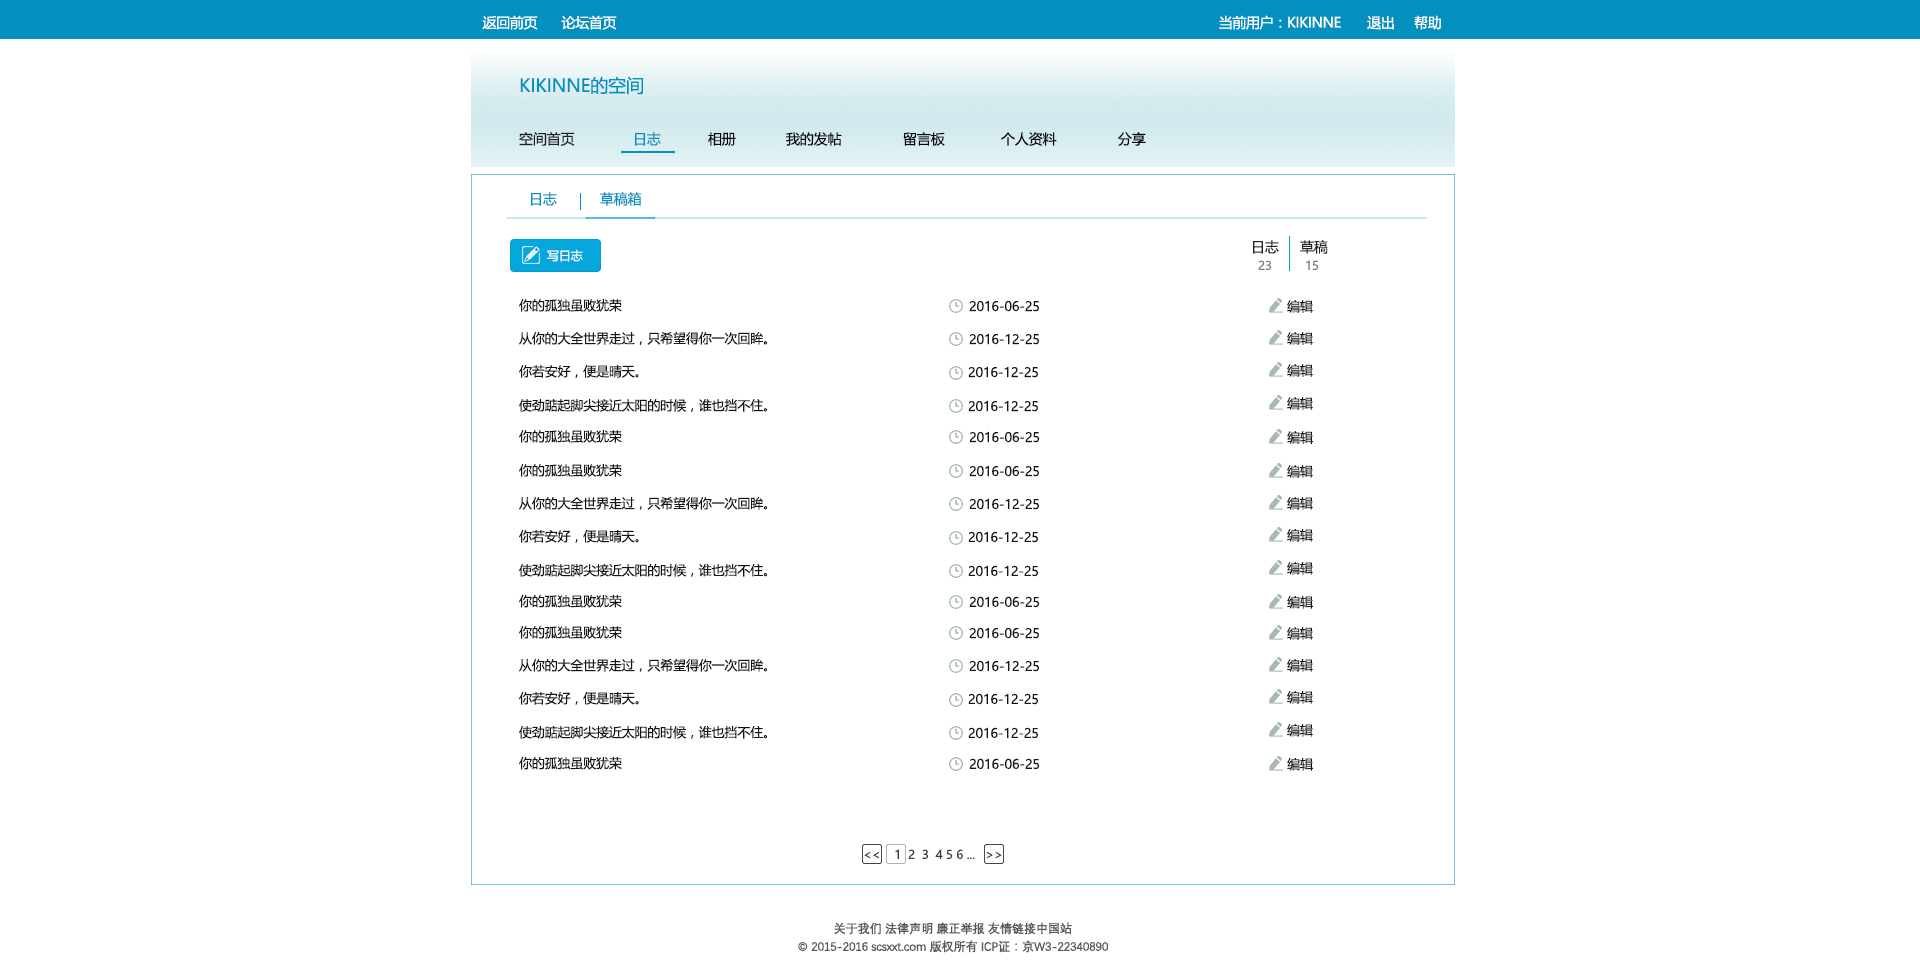 返回前页 论坛首页 当前用户：KIKINNE 退出 帮助
KIKINNE的空间
空间首页 日志 相册 我的发帖 留言板 个人资料 分享
日志 草稿箱
写日志 日志 草稿
23 15
你的孤独虽败犹荣 2016-06-25 编辑
从你的大全世界走过，只希望得你一次回眸。 2016-12-25 编辑
你若安好，便是晴天。 2016-12-25 编辑
使劲踮起脚尖接近太阳的时候，谁也挡不住。 2016-12-25 编辑
你的孤独虽败犹荣 2016-06-25 编辑
你的孤独虽败犹荣 2016-06-25 编辑
从你的大全世界走过，只希望得你一次回眸。 2016-12-25 编辑
你若安好，便是晴天。 2016-12-25 编辑
使劲踮起脚尖接近太阳的时候，谁也挡不住。 2016-12-25 编辑
你的孤独虽败犹荣 2016-06-25 编辑
你的孤独虽败犹荣 2016-06-25 编辑
从你的大全世界走过，只希望得你一次回眸。 2016-12-25 编辑
你若安好，便是晴天。 2016-12-25 编辑
使劲踮起脚尖接近太阳的时候，谁也挡不住。 2016-12-25 编辑
你的孤独虽败犹荣 2016-06-25 编辑
<< 1 2 3 4 5 6 ... >>
关于我们 法律声明 廉正举报 友情链接中国站
© 2015-2016 scsxxt.com 版权所有 ICP证：京W3-22340890